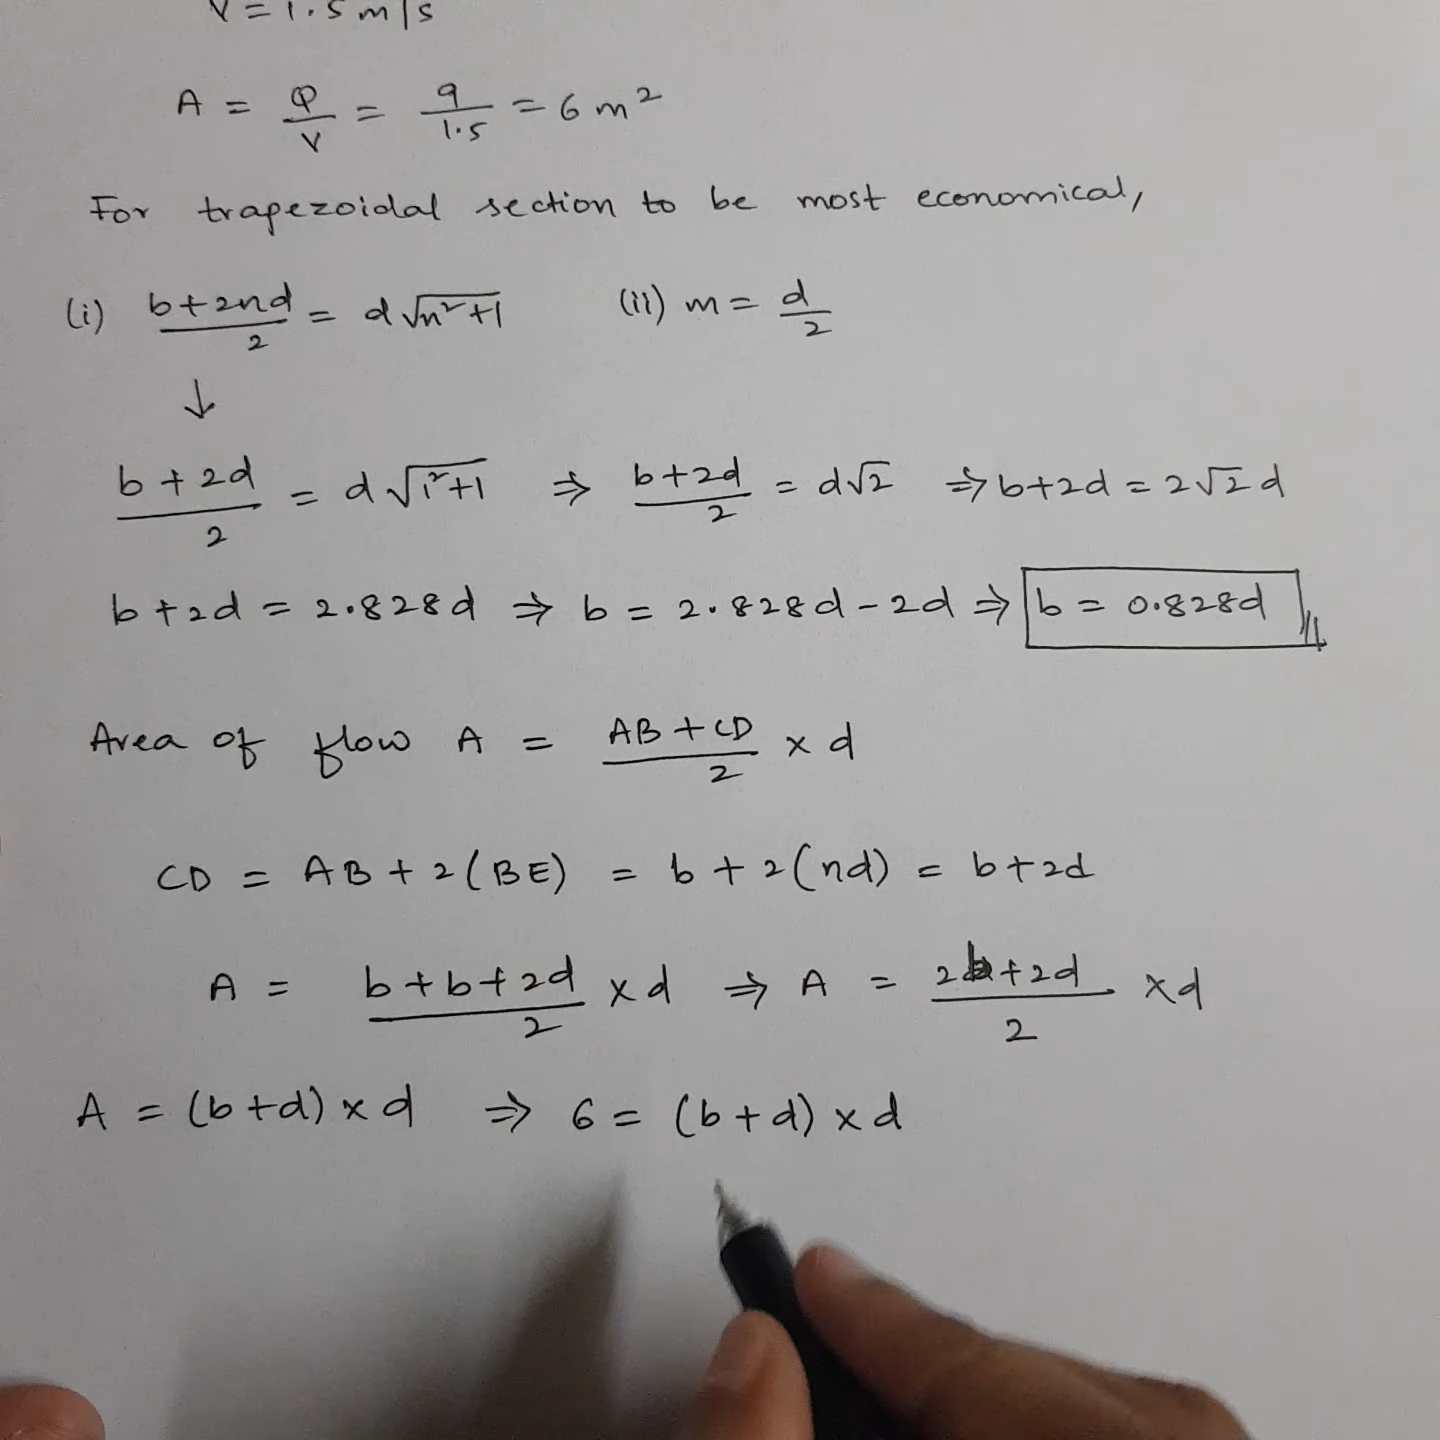 V = 1.5 m/s
A = Q/V = 9/1.5 = 6 m²
For trapezoidal section to be most economical,
(i) (b+2nd)/2 = d√(n²+1) (ii) m = d/2
↓
(b+2d)/2 = d√(1²+1) ⇒ (b+2d)/2 = d√2 ⇒ b+2d = 2√2 d
b+2d = 2.828d ⇒ b = 2.828d - 2d ⇒ b = 0.828d
Area of flow A = (AB + CD)/2 × d
CD = AB + 2(BE) = b + 2(nd) = b+2d
A = (b+b+2d)/2 × d ⇒ A = (2b+2d)/2 × d
A = (b+d) × d ⇒ 6 = (b+d) × d